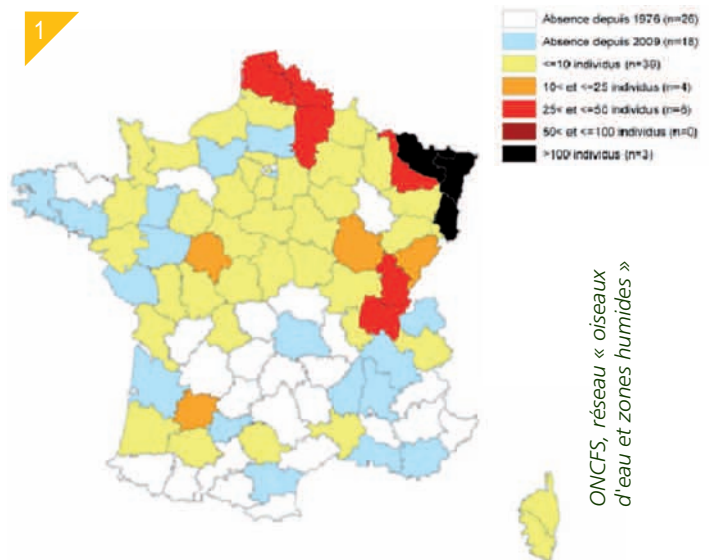 1
Absence depuis 1976 (n=26)
Absence depuis 2009 (n=18)
<=10 individus (n=39)
10< et <=25 individus (n=4)
25< et <=50 individus (n=6)
50< et <=100 individus (n=0)
>100 individus (n=3)
ONCFS, réseau « oiseaux
d'eau et zones humides »